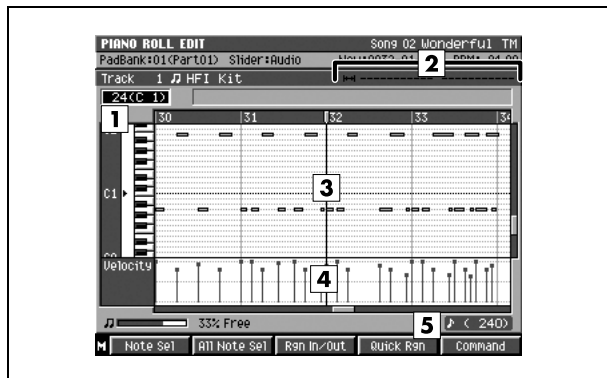 PIANO ROLL EDIT Song 02 Wonderful TM
PadBank:01(Part01) Slider:Audio
2
Track 1 HFI Kit
24(C 1)
1
30 31 32 33 34
3
C1
Velocity
4
33% Free
5
( 240)
M Note Sel All Note Sel Rgn In/Out Quick Rgn Command